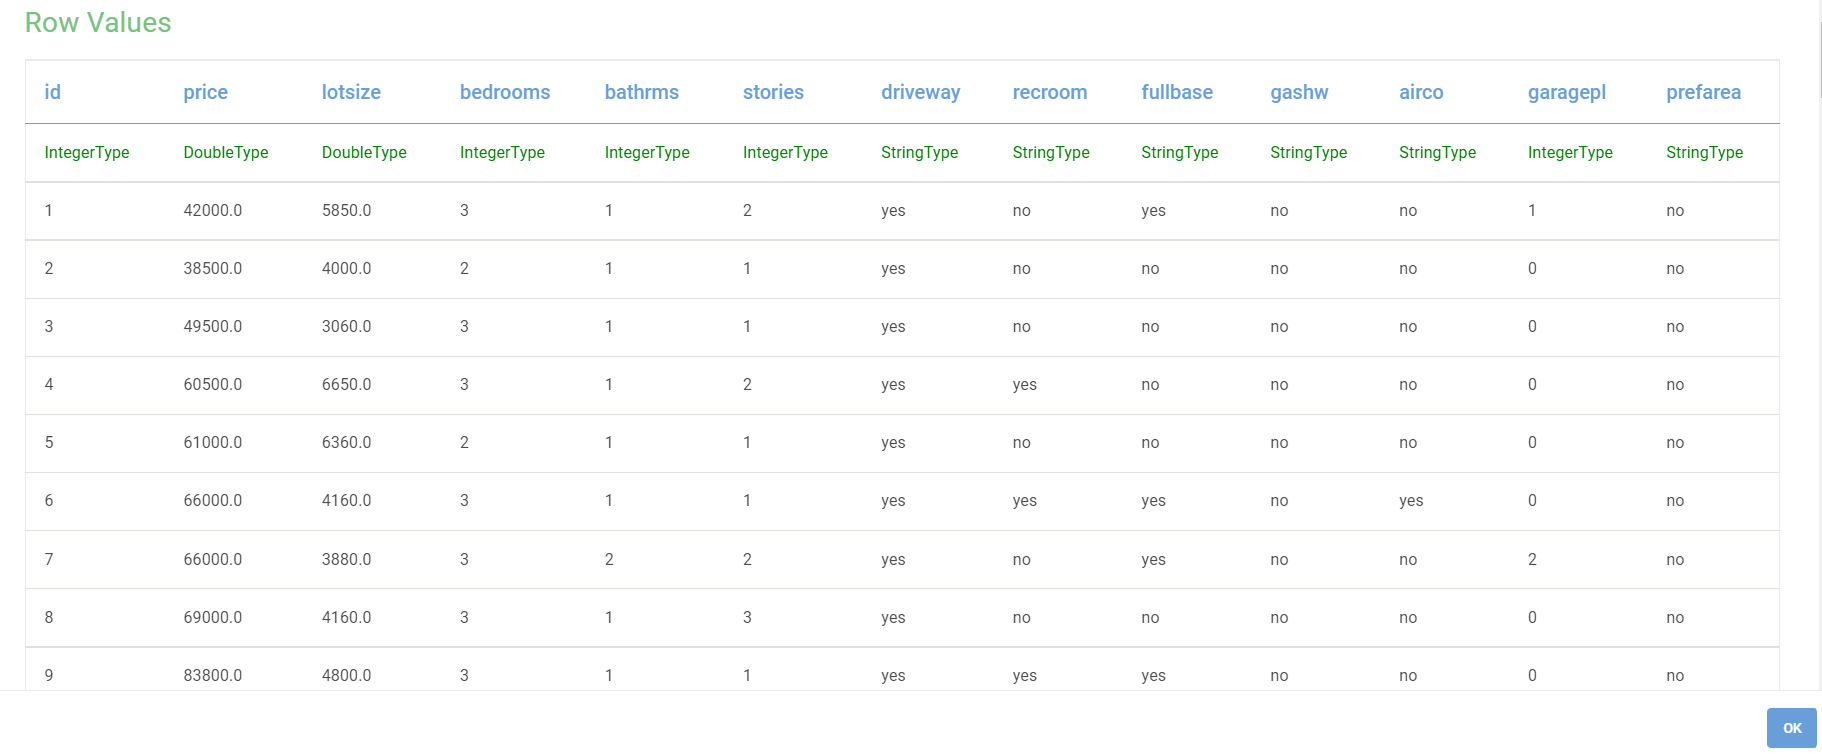 Row Values
id price lotsize bedrooms bathrms stories driveway recroom fullbase gashw airco garagepl prefarea
IntegerType DoubleType DoubleType IntegerType IntegerType IntegerType StringType StringType StringType StringType StringType IntegerType StringType
1 42000.0 5850.0 3 1 2 yes no yes no no 1 no
2 38500.0 4000.0 2 1 1 yes no no no no 0 no
3 49500.0 3060.0 3 1 1 yes no no no no 0 no
4 60500.0 6650.0 3 1 2 yes yes no no no 0 no
5 61000.0 6360.0 2 1 1 yes no no no no 0 no
6 66000.0 4160.0 3 1 1 yes yes yes no yes 0 no
7 66000.0 3880.0 3 2 2 yes no yes no no 2 no
8 69000.0 4160.0 3 1 3 yes no no no no 0 no
9 83800.0 4800.0 3 1 1 yes yes yes no no 0 no
OK